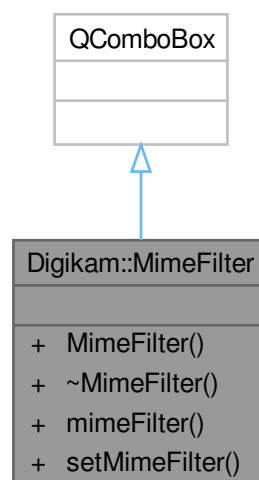 QComboBox
Digikam::MimeFilter
+ MimeFilter()
+ ~MimeFilter()
+ mimeFilter()
+ setMimeFilter()